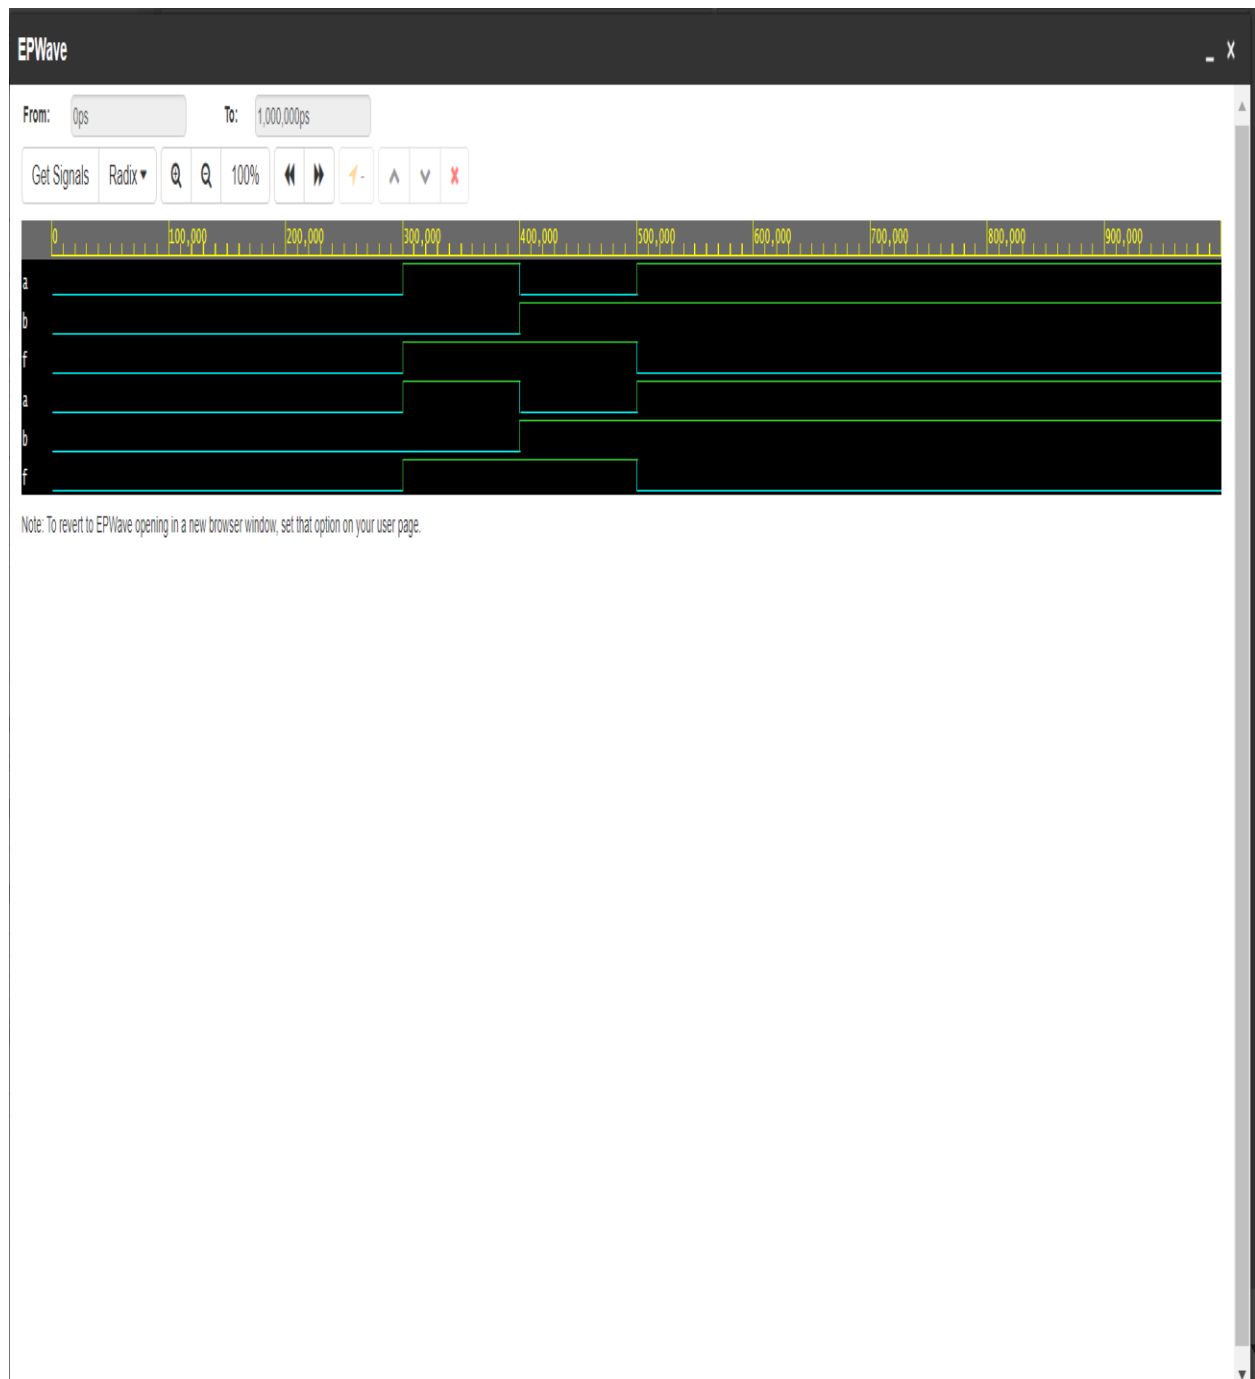 EPWave
_ x
From: 0ps To: 1,000,000ps
Get Signals Radix 100% -
0 100,000 200,000 300,000 400,000 500,000 600,000 700,000 800,000 900,000
a
b
f
a
b
f
Note: To revert to EPWave opening in a new browser window, set that option on your user page.